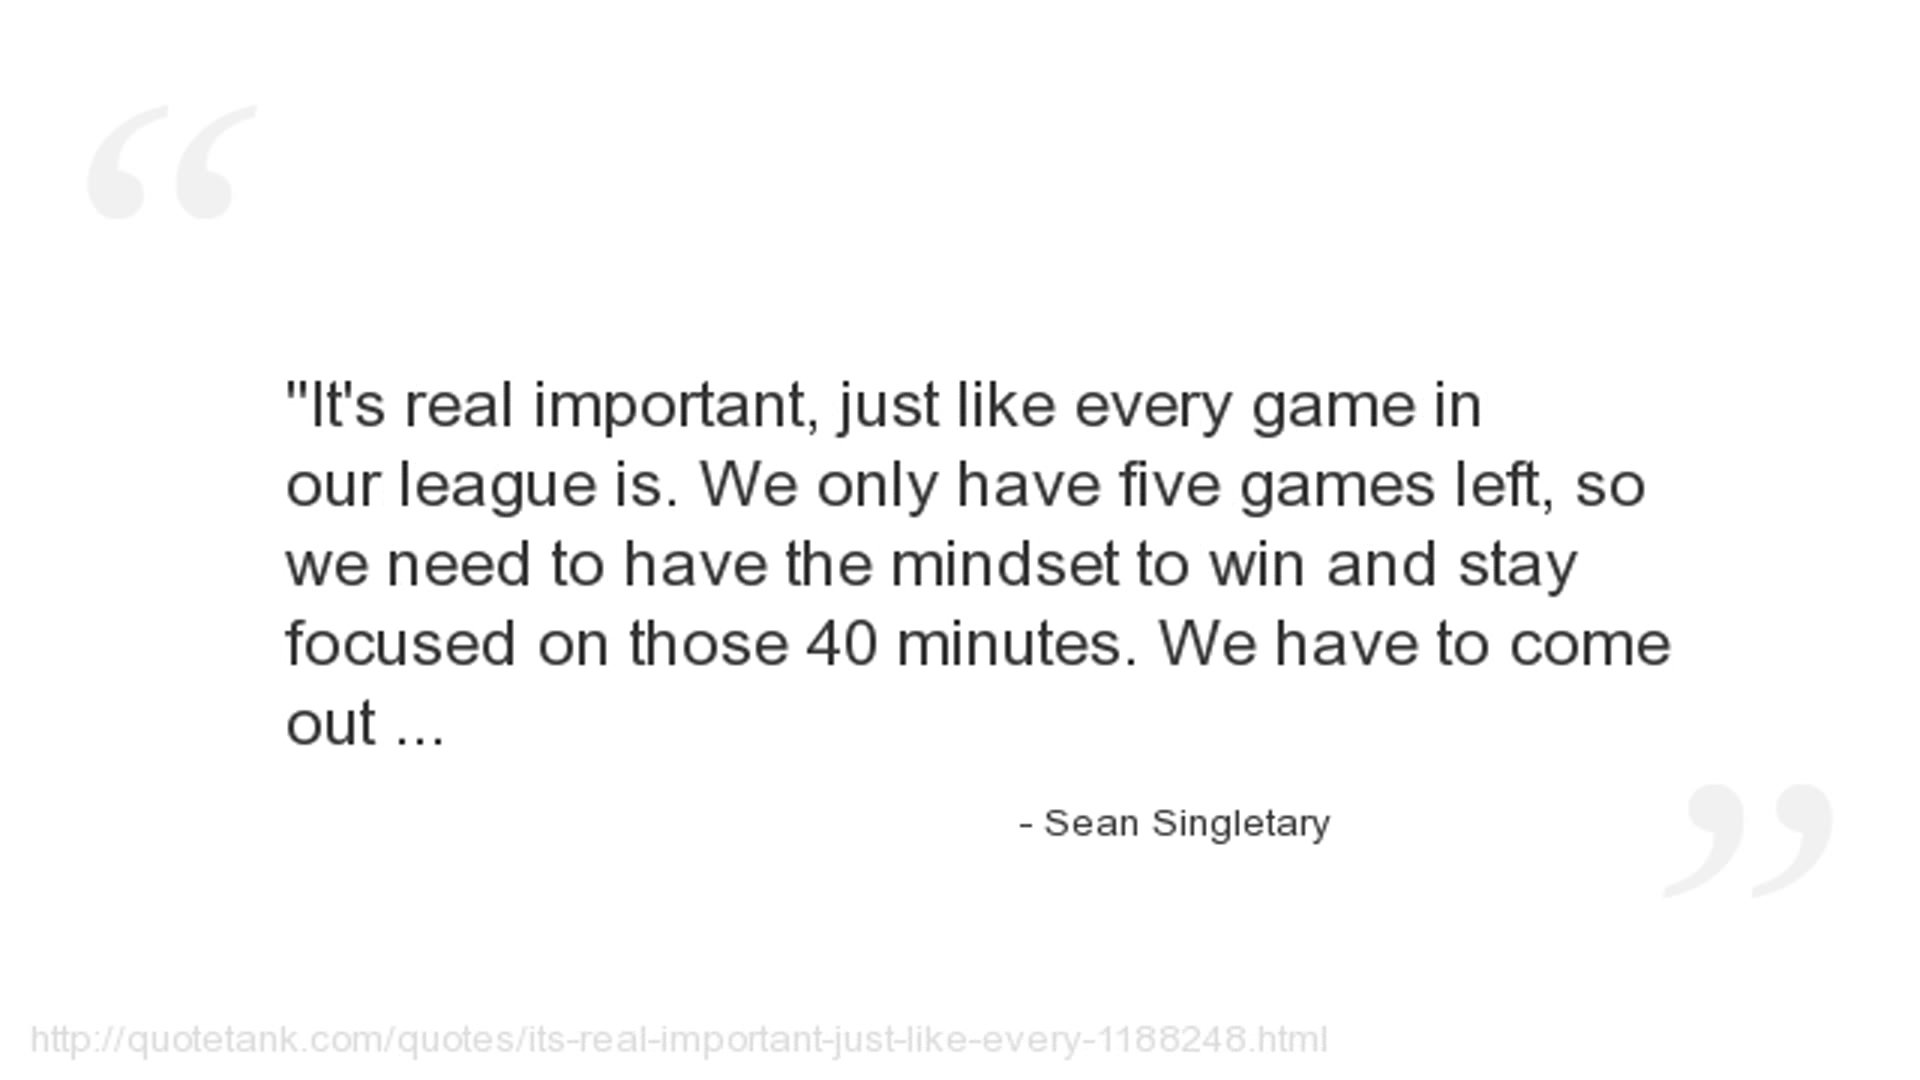 "It's real important, just like every game in
our league is. We only have five games left, so
we need to have the mindset to win and stay
focused on those 40 minutes. We have to come
out ...
- Sean Singletary
http://quotetank.com/quotes/its-real-important-just-like-every-1188248.html